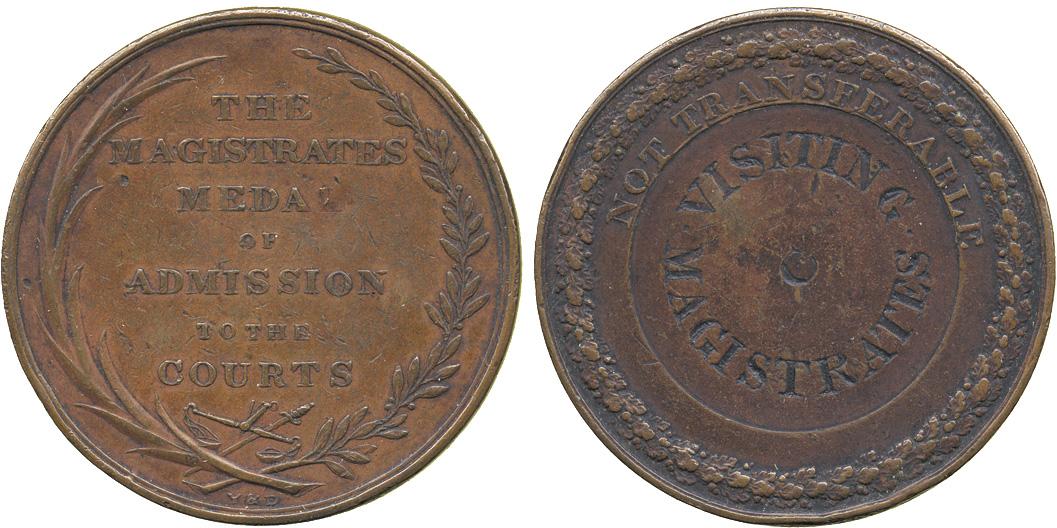 THE
MAGISTRATES
MEDAL
OF
ADMISSION
TO THE
COURTS
Y & D
NOT TRANSFERABLE
VISITING
MAGISTRATES